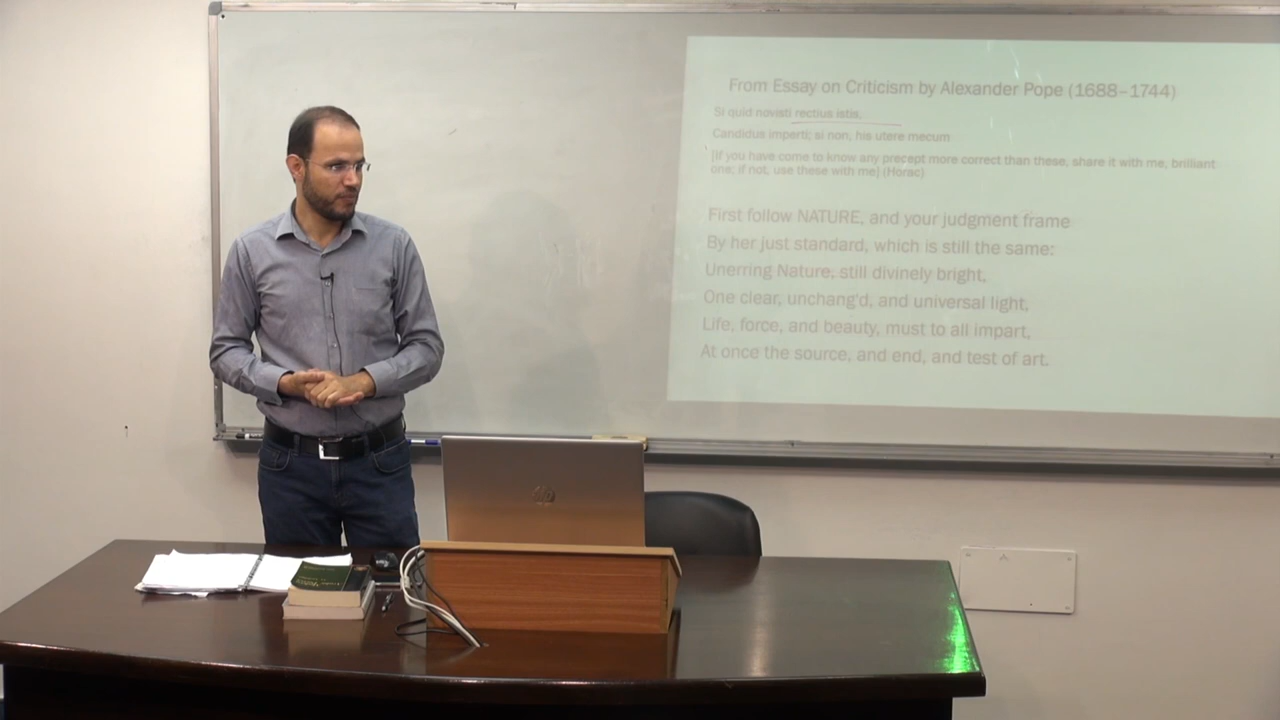 From Essay on Criticism by Alexander Pope (1688–1744)
Si quid novisti rectius istis,
Candidus imperti; si non, his utere mecum
[If you have come to know any precept more correct than these, share it with me, brilliant
one; if not, use these with me] (Horac)
First follow NATURE, and your judgment frame
By her just standard, which is still the same:
Unerring Nature, still divinely bright,
One clear, unchang'd, and universal light,
Life, force, and beauty, must to all impart,
At once the source, and end, and test of art.
hp